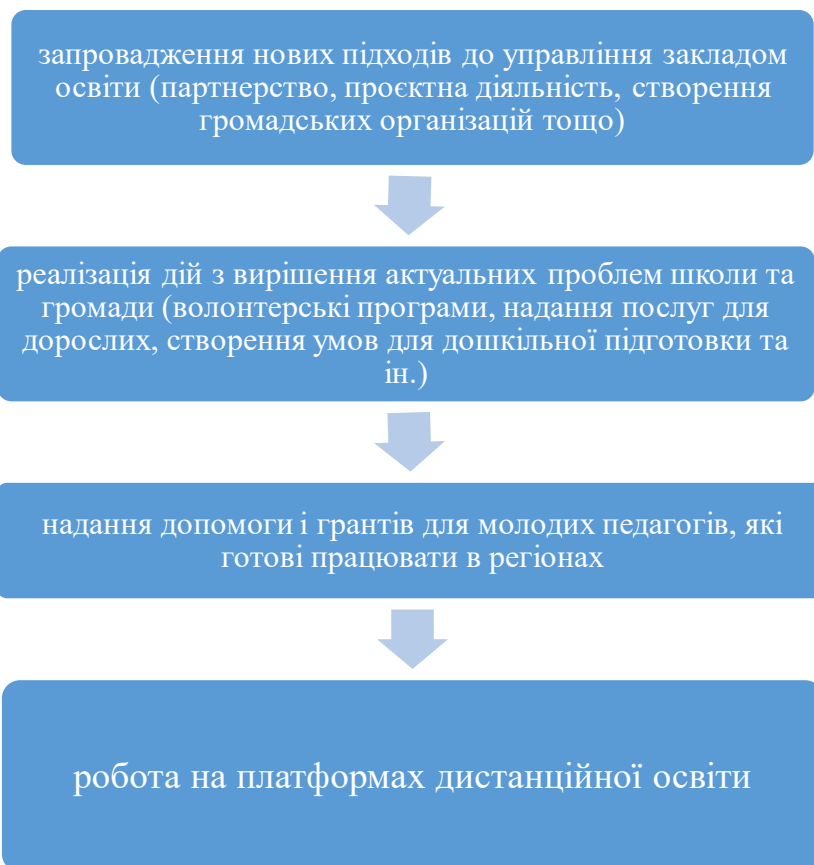 запровадження нових підходів до управління закладом
освіти (партнерство, проєктна діяльність, створення
громадських організацій тощо)
реалізація дій з вирішення актуальних проблем школи та
громади (волонтерські програми, надання послуг для
дорослих, створення умов для дошкільної підготовки та
ін.)
надання допомоги і грантів для молодих педагогів, які
готові працювати в регіонах
робота на платформах дистанційної освіти